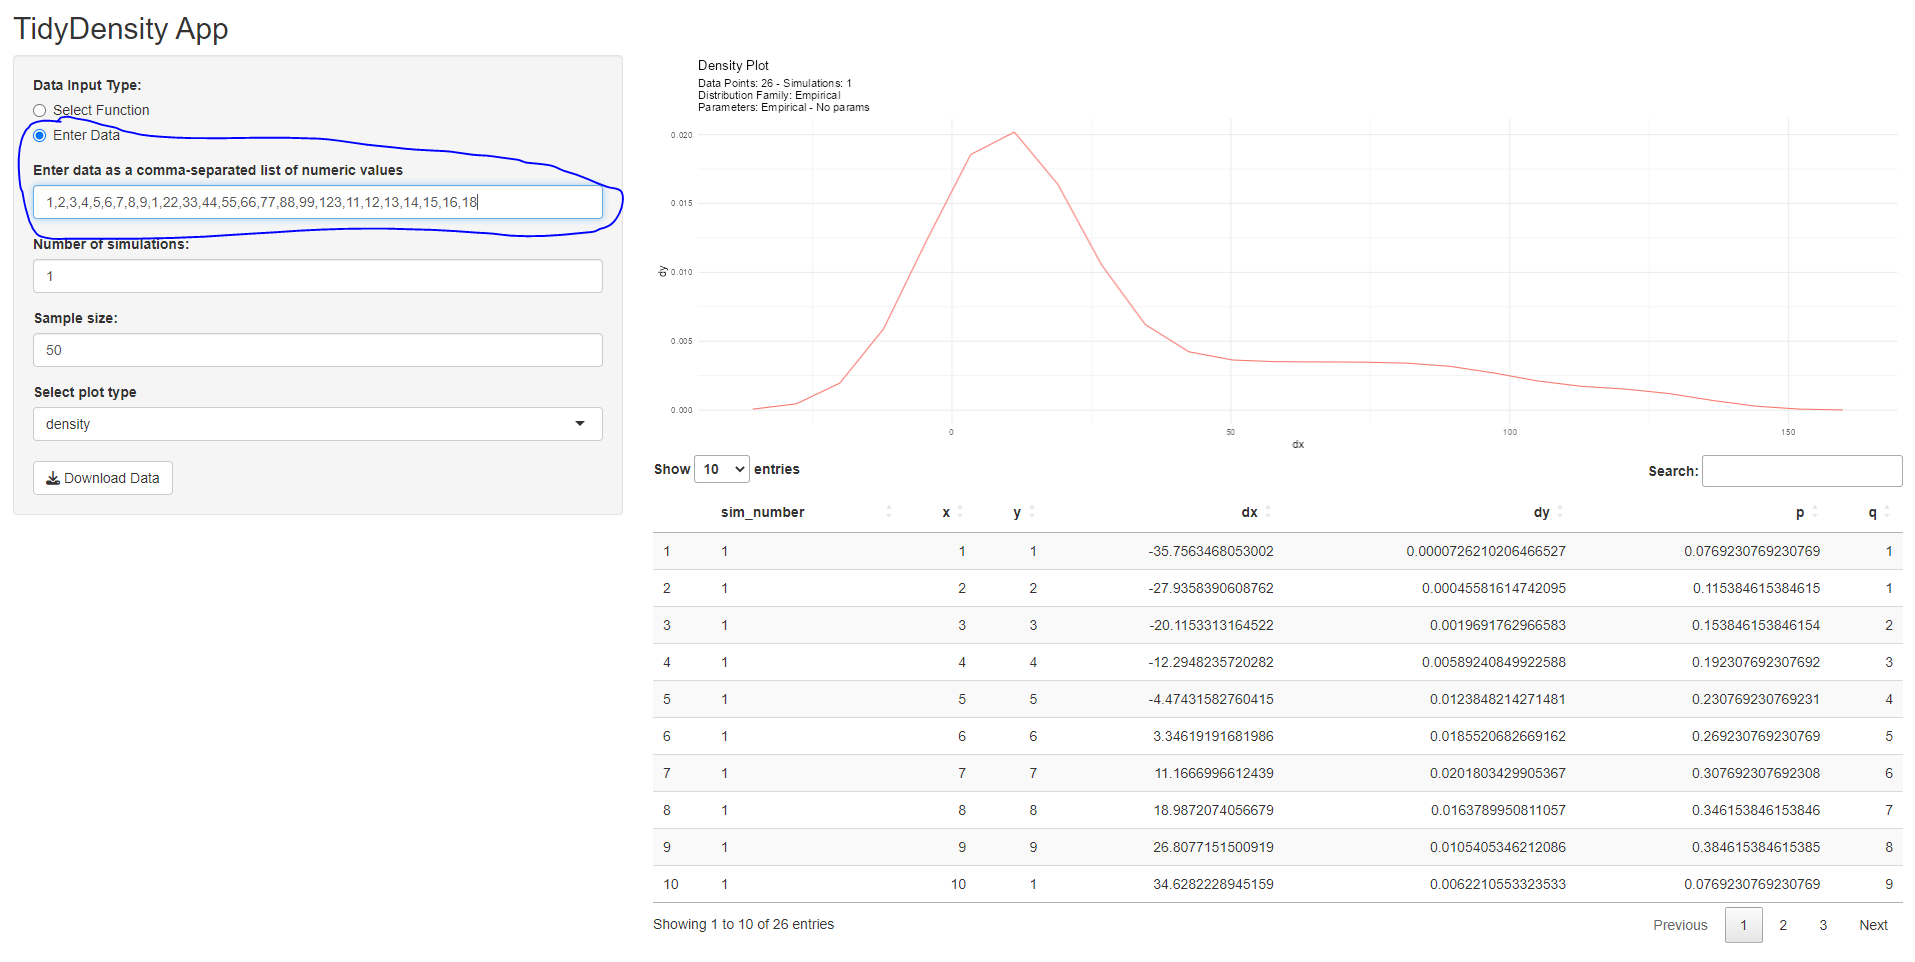 TidyDensity App
Data Input Type:
Select Function
Enter Data
Enter data as a comma-separated list of numeric values
1,2,3,4,5,6,7,8,9,1,22,33,44,55,66,77,88,99,123,11,12,13,14,15,16,18
Number of simulations:
1
Sample size:
50
Select plot type
density
Download Data
Density Plot
Data Points: 26 - Simulations: 1
Distribution Family: Empirical
Parameters: Empirical - No params
0.020
0.015
dy
0.010
0.005
0.000
0 50 100 150
dx
Show 10 entries Search:
sim_number x y dx dy p q
1 1 1 1 -35.7563468053002 0.0000726210206466527 0.0769230769230769 1
2 1 2 2 -27.9358390608762 0.00045581614742095 0.115384615384615 1
3 1 3 3 -20.1153313164522 0.0019691762966583 0.153846153846154 2
4 1 4 4 -12.2948235720282 0.00589240849922588 0.192307692307692 3
5 1 5 5 -4.47431582760415 0.0123848214271481 0.230769230769231 4
6 1 6 6 3.34619191681986 0.0185520682669162 0.269230769230769 5
7 1 7 7 11.1666996612439 0.0201803429905367 0.307692307692308 6
8 1 8 8 18.9872074056679 0.0163789950811057 0.346153846153846 7
9 1 9 9 26.8077151500919 0.0105405346212086 0.384615384615385 8
10 1 10 1 34.6282228945159 0.0062210553323533 0.0769230769230769 9
Showing 1 to 10 of 26 entries Previous 1 2 3 Next